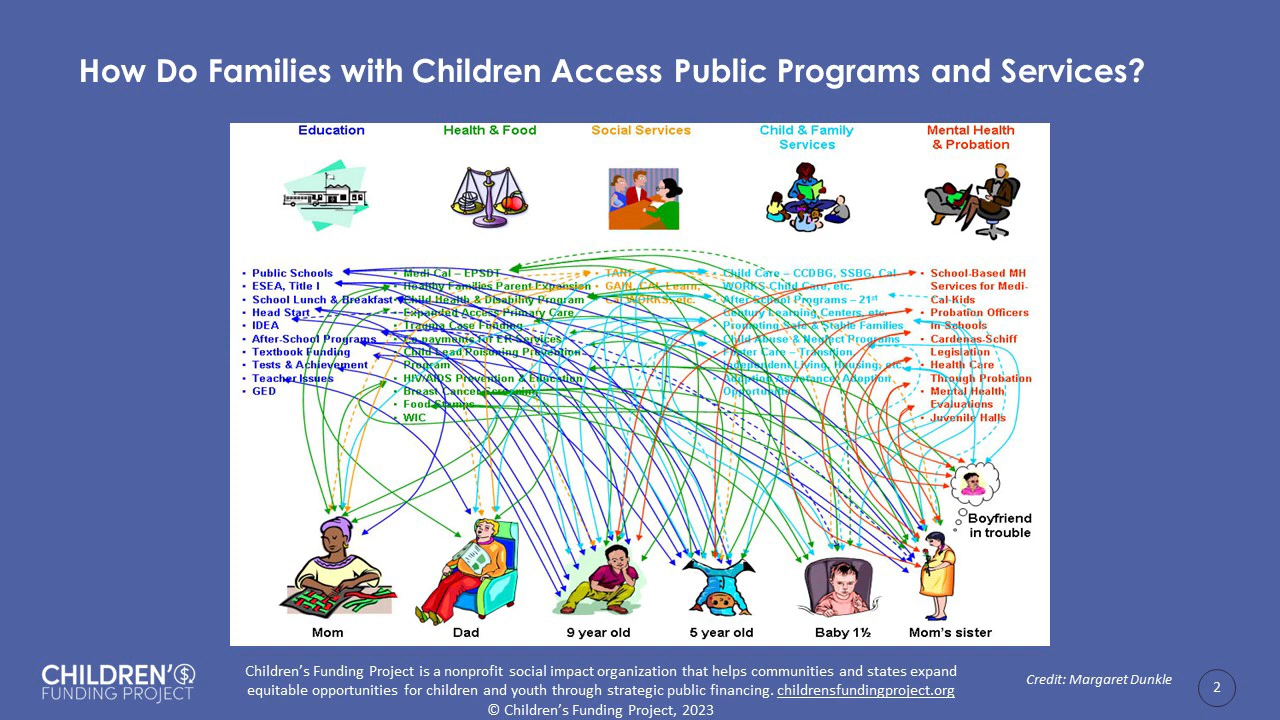 How Do Families with Children Access Public Programs and Services?
Education
Health & Food
Social Services
Child & Family
Services
Mental Health
& Probation
• Public Schools
• ESEA, Title I
• School Lunch & Breakfast
• Head Start
• IDEA
• After-School Programs
• Textbook Funding
• Tests & Achievement
• Teacher Issues
• GED
• Medi Cal – EPSDT
• Healthy Families Parent Expansion
• Child Health & Disability Program
• Expanded Access Primary Care
• Trauma Case Funding
• Co-payments for ER Services
• Child Lead Poisoning Prevention
Program
• HIV/AIDS Prevention & Education
• Breast Cancer Screening
• Food Stamps
• WIC
• TANF
• GAIN, CAL Learn,
CalWORKS, etc.
• Child Care – CCDBG, SSBG, Cal
WORKS Child Care, etc.
• After School Programs – 21st
Century Learning Centers, etc.
• Promoting Safe & Stable Families
• Child Abuse & Neglect Programs
• Foster Care – Transition,
Independent Living, Housing, etc.
• Adoption Assistance, Adoption
Opportunities
• School-Based MH
Services for Medi-
Cal-Kids
• Probation Officers
in Schools
• Cardenas-Schiff
Legislation
• Health Care
Through Probation
• Mental Health
Evaluations
• Juvenile Halls
Boyfriend
in trouble
Mom
Dad
9 year old
5 year old
Baby 1½
Mom’s sister
CHILDREN’S
FUNDING PROJECT
Children’s Funding Project is a nonprofit social impact organization that helps communities and states expand
equitable opportunities for children and youth through strategic public financing. childrensfundingproject.org
© Children’s Funding Project, 2023
Credit: Margaret Dunkle
2